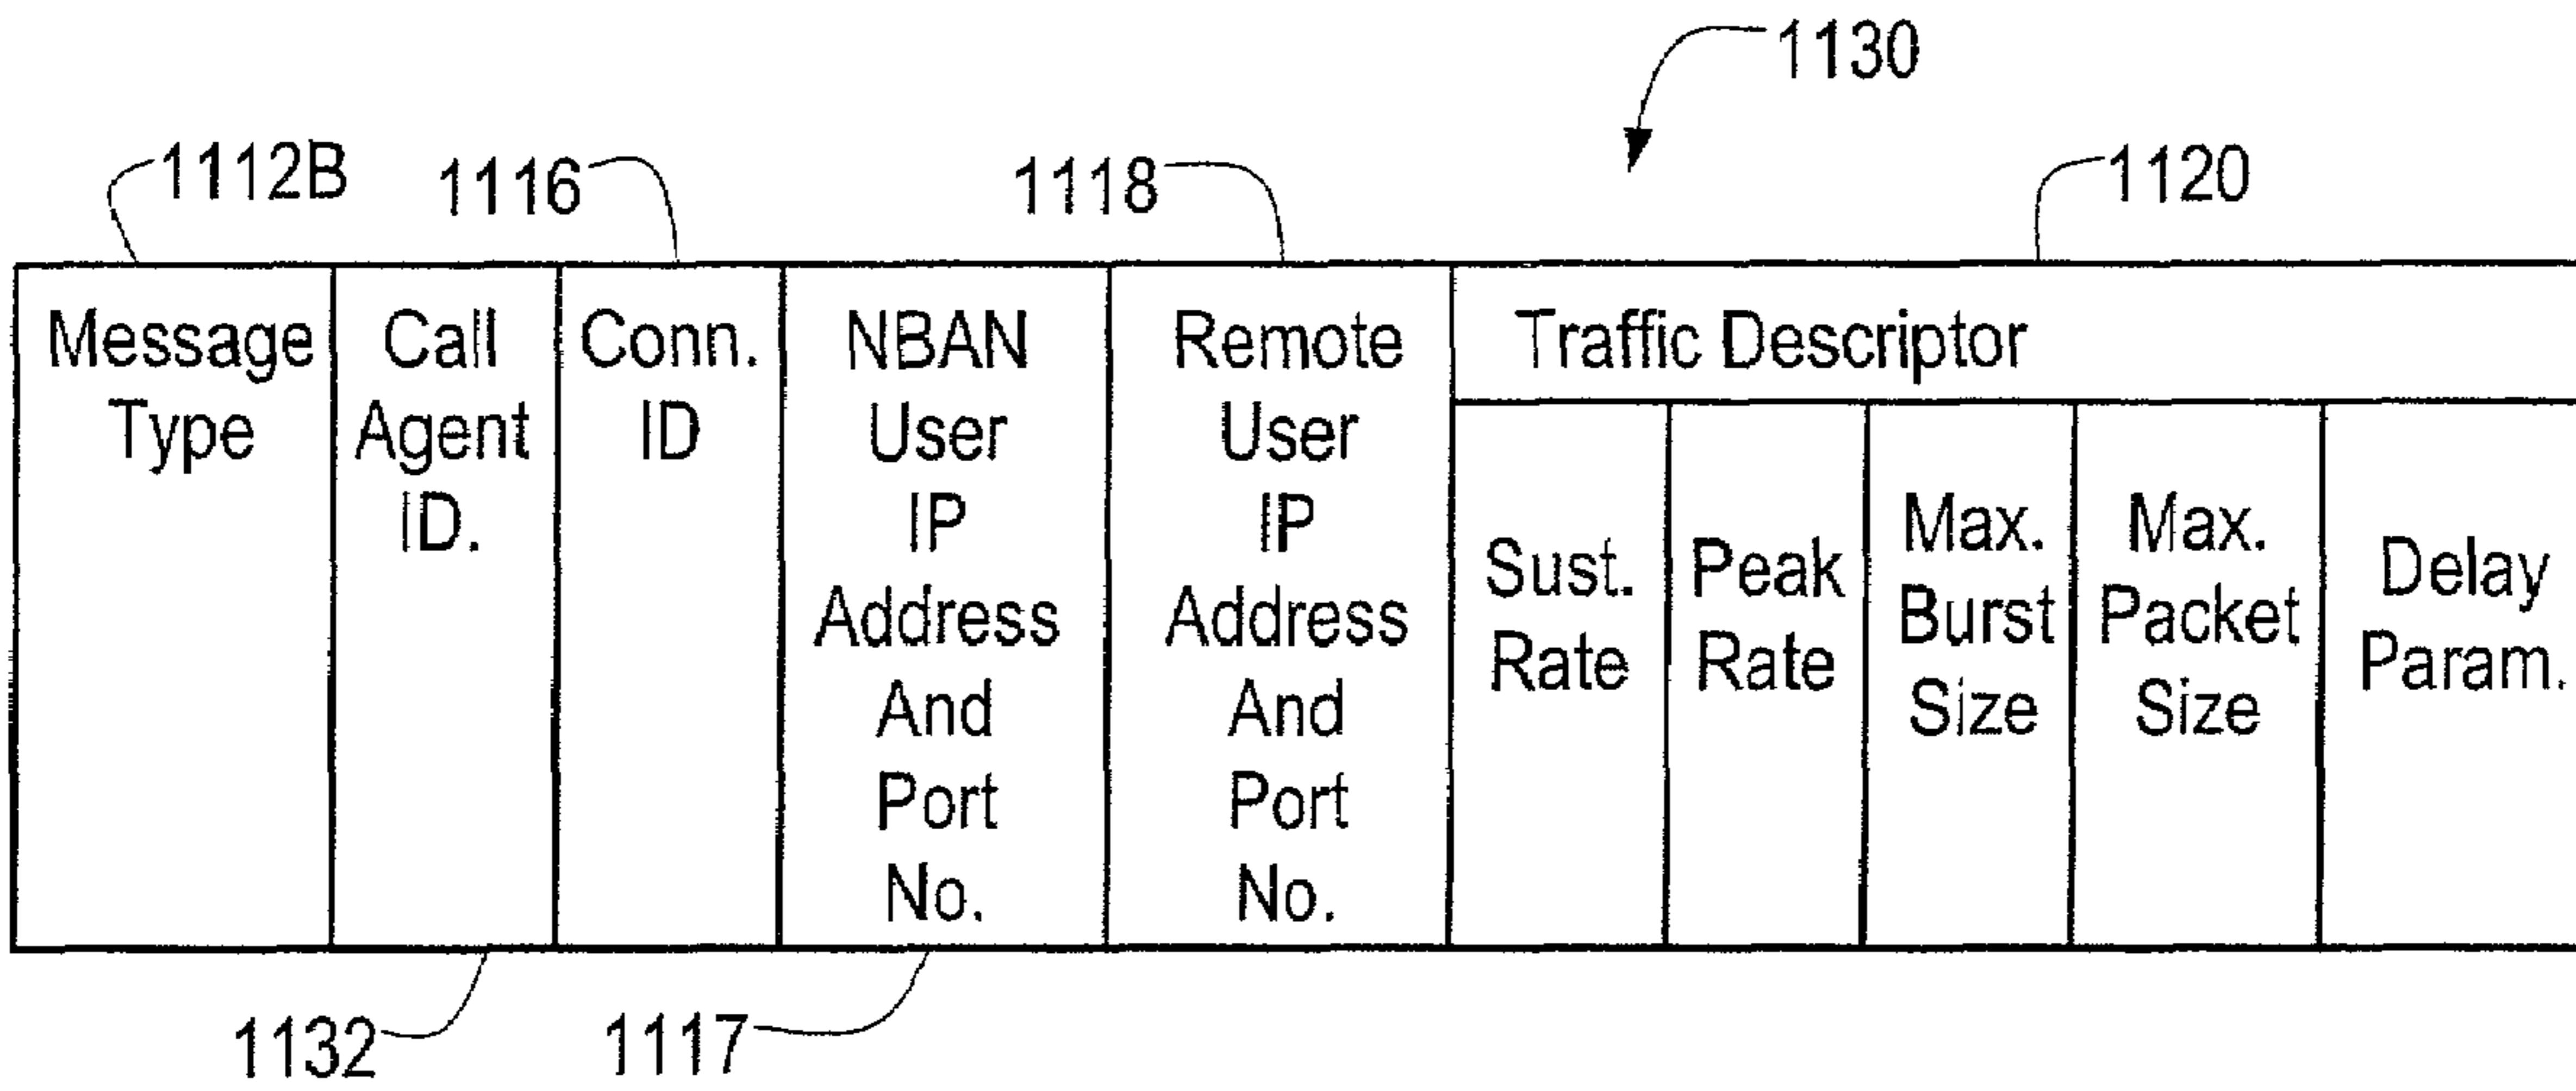 1130
1112B
1116
1118
1120
Message
Type
Call
Agent
ID.
Conn.
ID
NBAN
User
IP
Address
And
Port
No.
Remote
User
IP
Address
And
Port
No.
Traffic Descriptor
Sust.
Rate
Peak
Rate
Max.
Burst
Size
Max.
Packet
Size
Delay
Param.
1132
1117